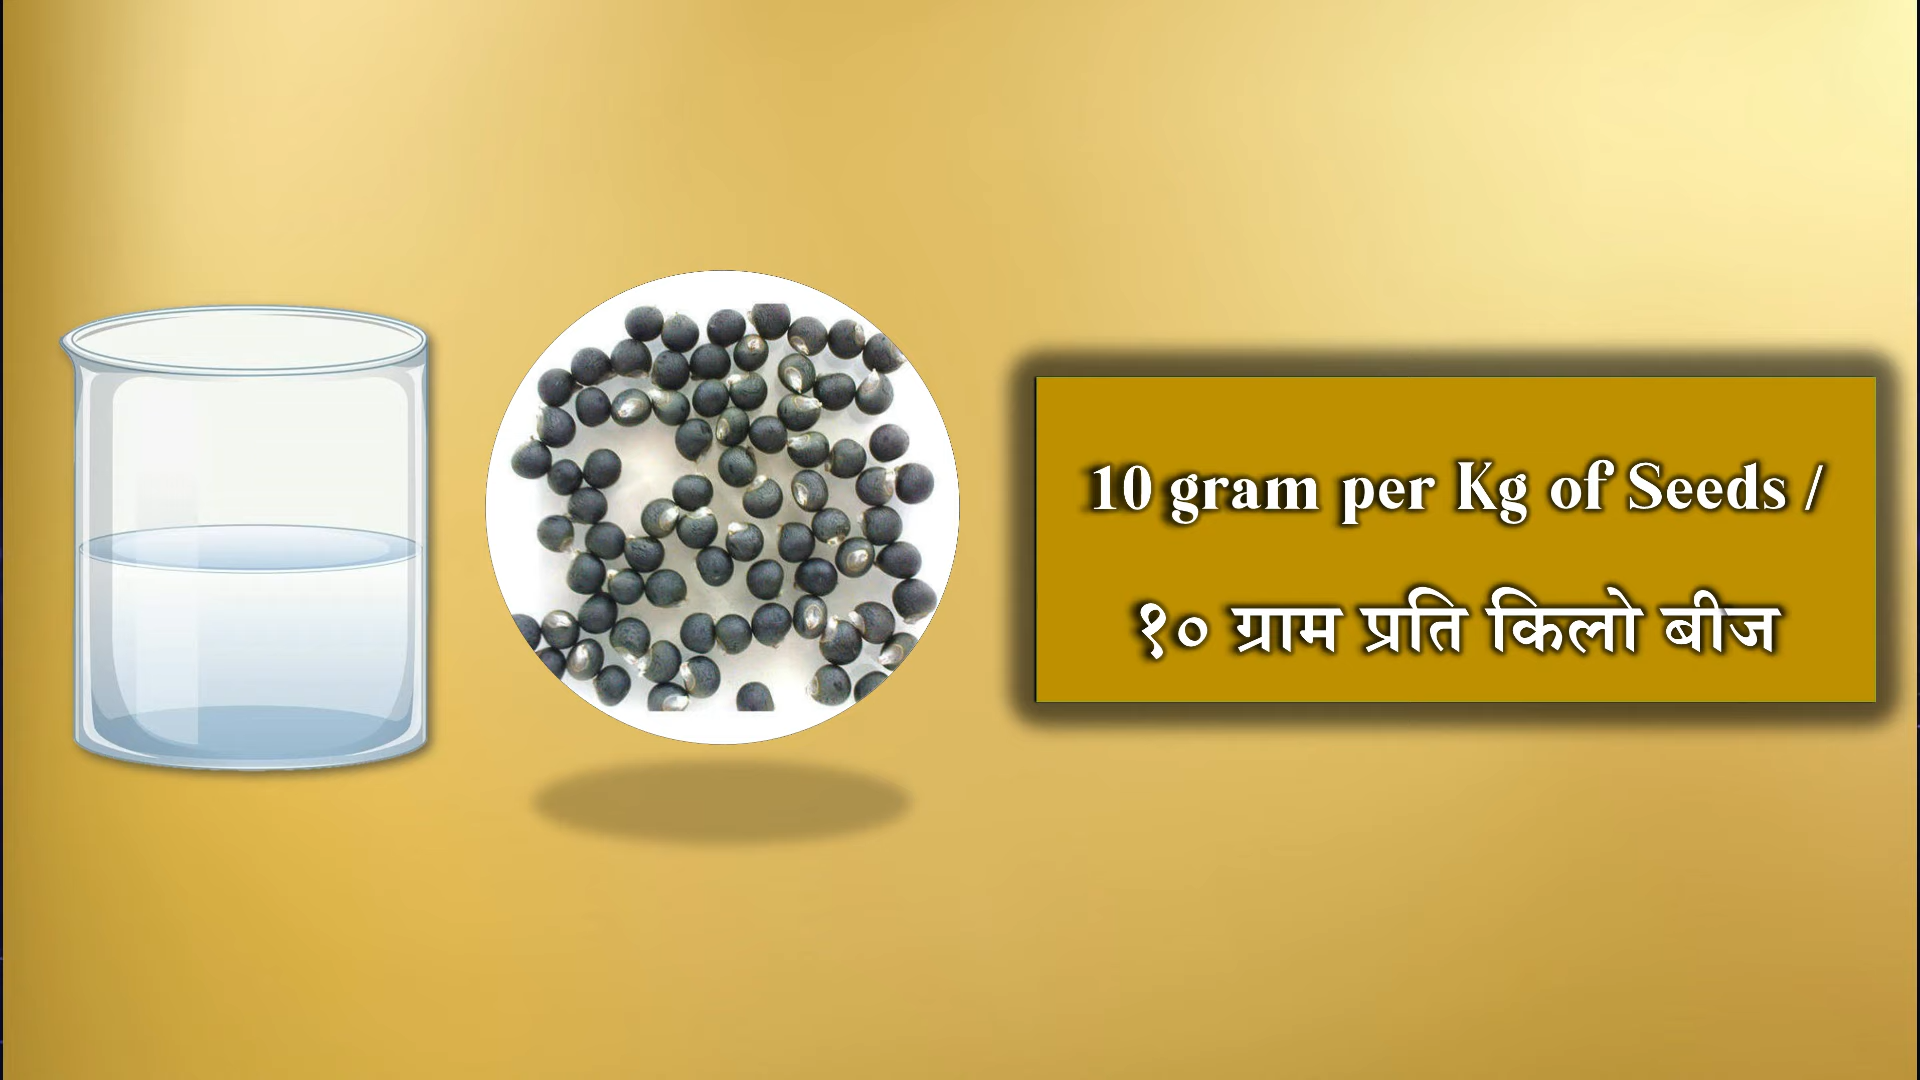 10 gram per Kg of Seeds /
१० ग्राम प्रति किलो बीज